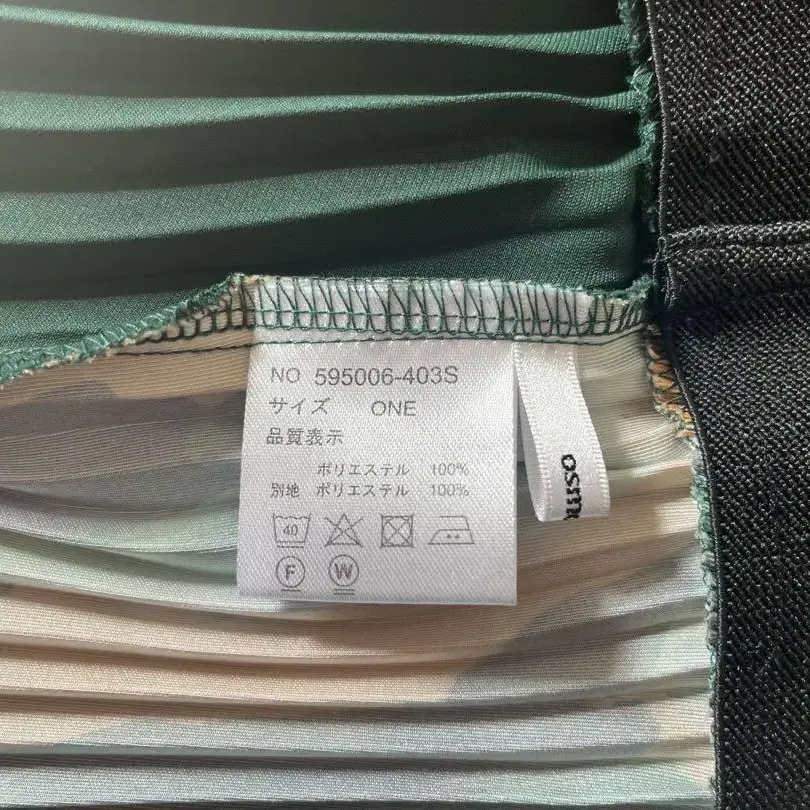 NO 595006-403S
サイズ ONE
品質表示
ポリエステル 100%
別地 ポリエステル 100%
40
F W